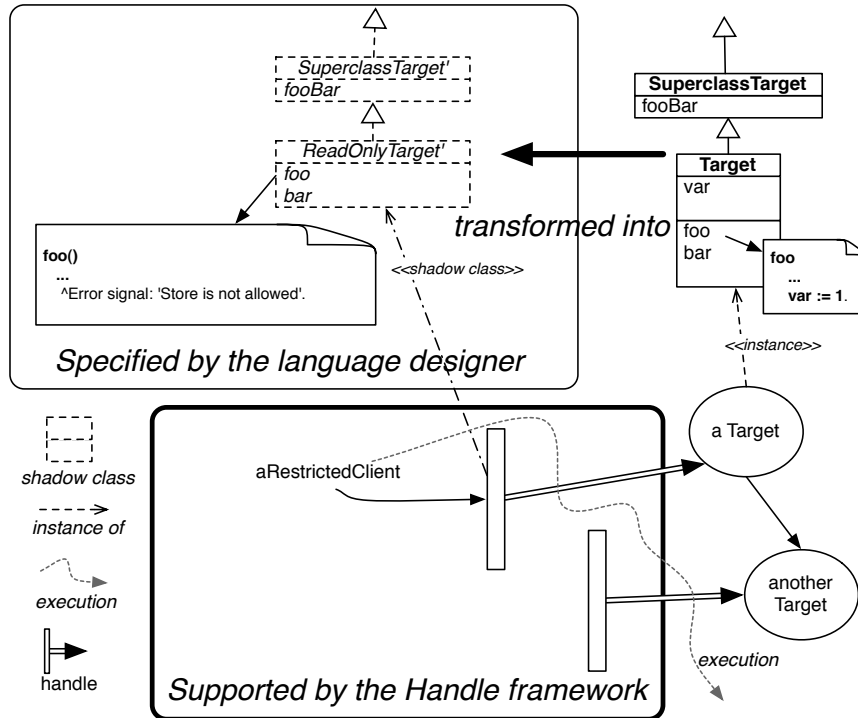 SuperclassTarget'
fooBar
ReadOnlyTarget'
foo
bar
foo()
...
^Error signal: 'Store is not allowed'.
Specified by the language designer
transformed into
<<shadow class>>
SuperclassTarget
fooBar
Target
var
foo
bar
foo
...
var := 1.
<<instance>>
a Target
another
Target
aRestrictedClient
execution
Supported by the Handle framework
shadow class
instance of
execution
handle